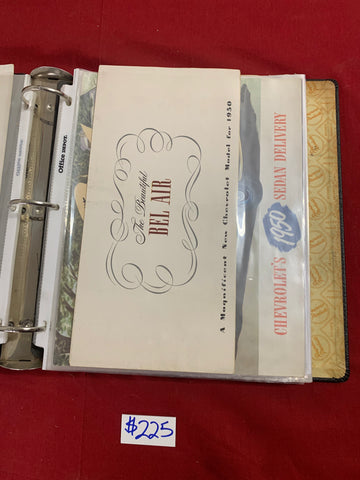 The Beautiful
BEL AIR
A Magnificent New Chevrolet Model for 1950
CHEVROLET'S 1950 SEDAN DELIVERY
Office DEPOT.
$225